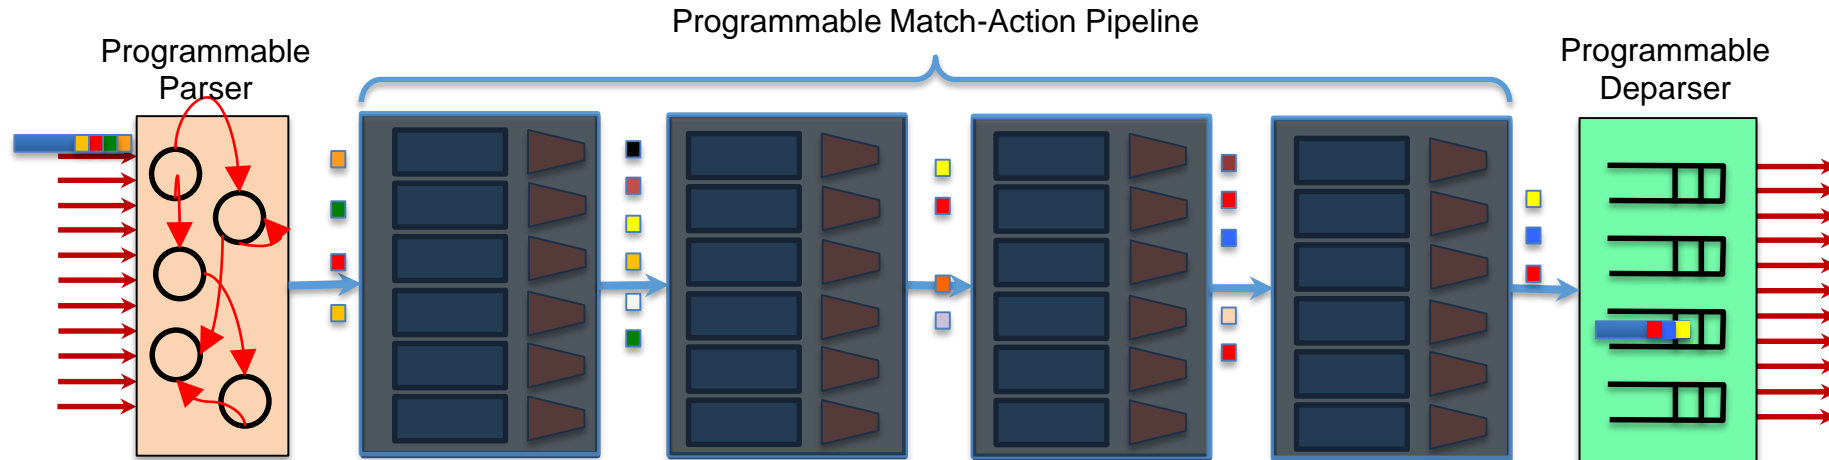 Programmable Match-Action Pipeline
Programmable
Parser
Programmable
Deparser